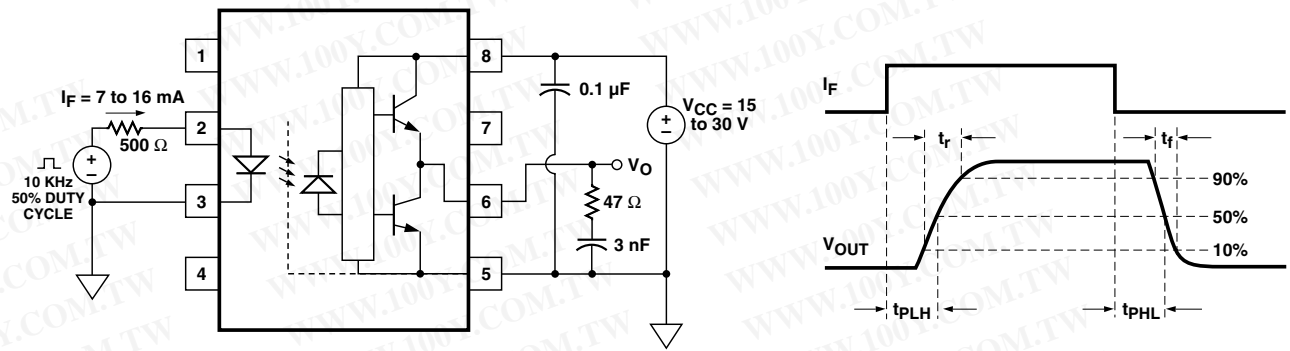 1
2
3
4
8
7
6
5
I_F = 7 to 16 mA
500 Ω
+
–
10 KHz
50% DUTY
CYCLE
0.1 µF
+
–
V_CC = 15
to 30 V
V_O
47 Ω
3 nF
I_F
t_r
t_f
90%
50%
10%
V_OUT
t_PLH
t_PHL
WWW.100Y.COM.TW